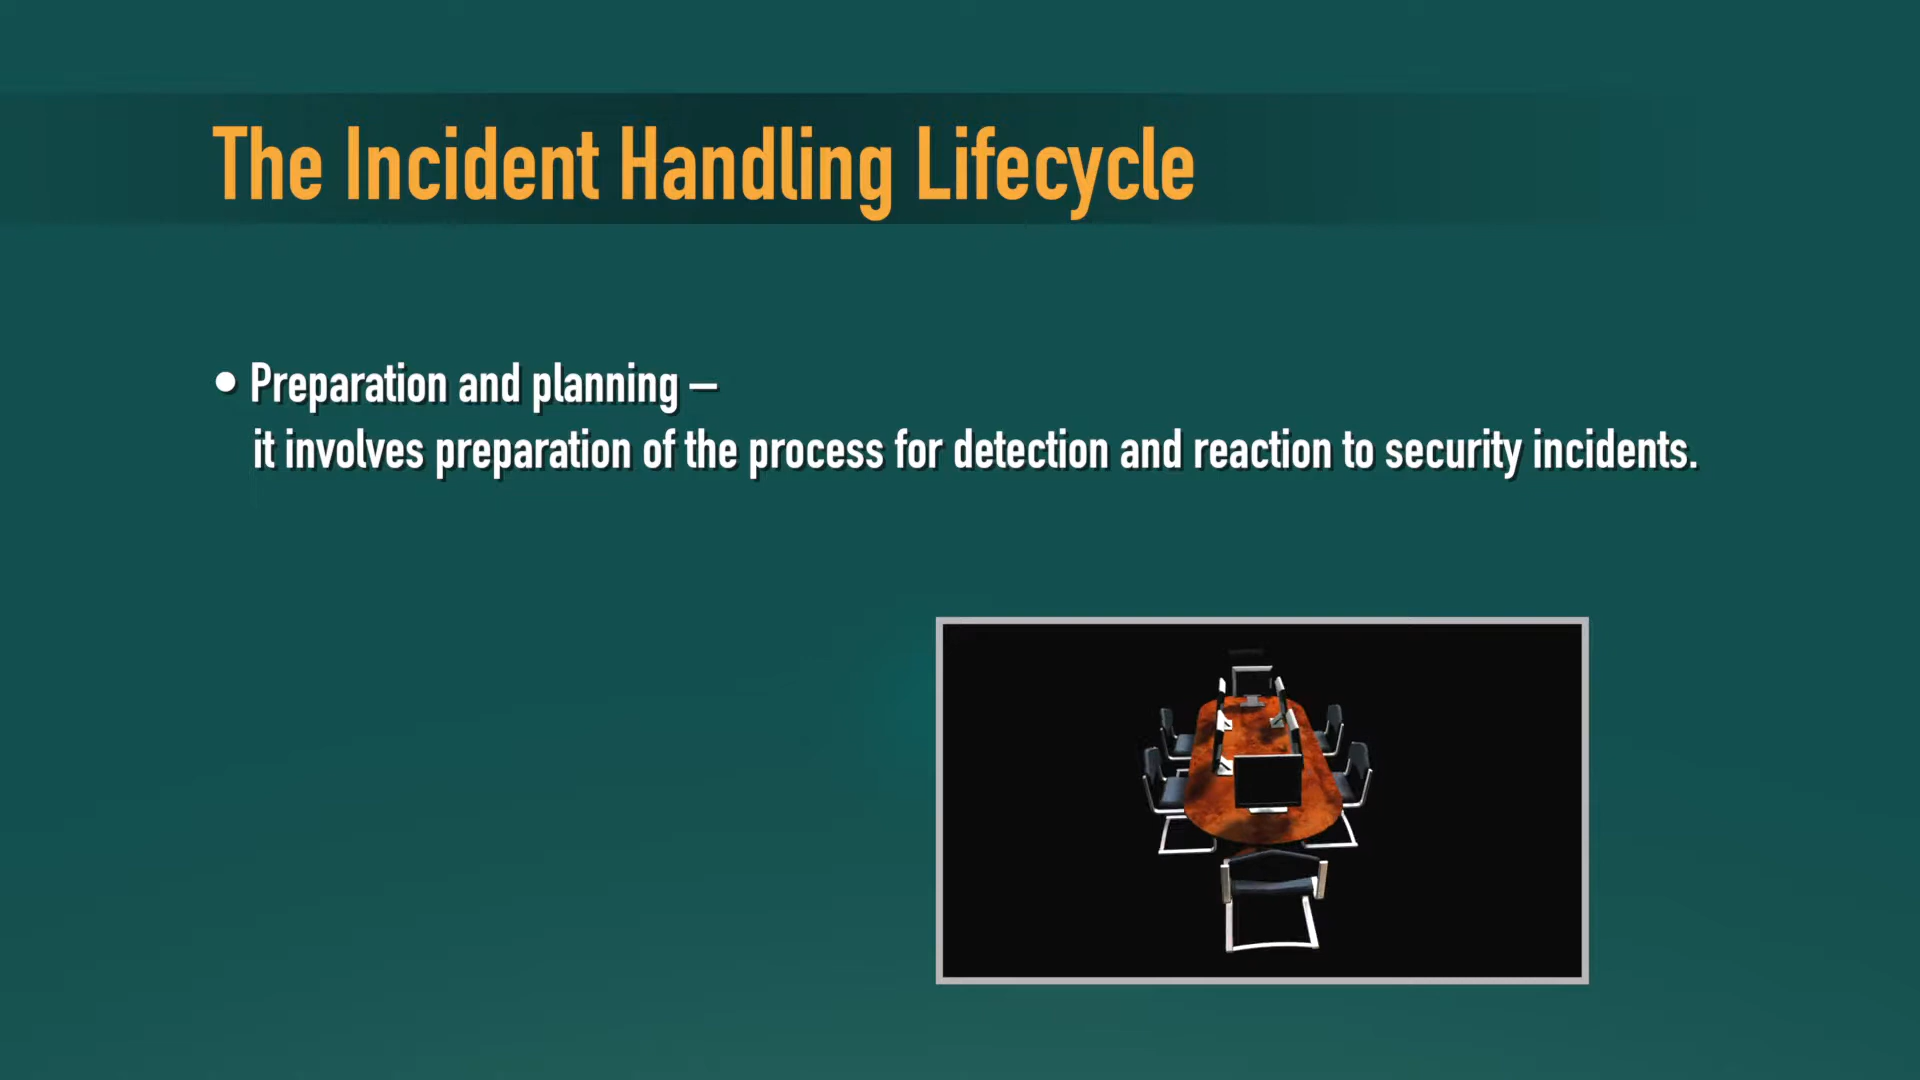 The Incident Handling Lifecycle
• Preparation and planning –
it involves preparation of the process for detection and reaction to security incidents.